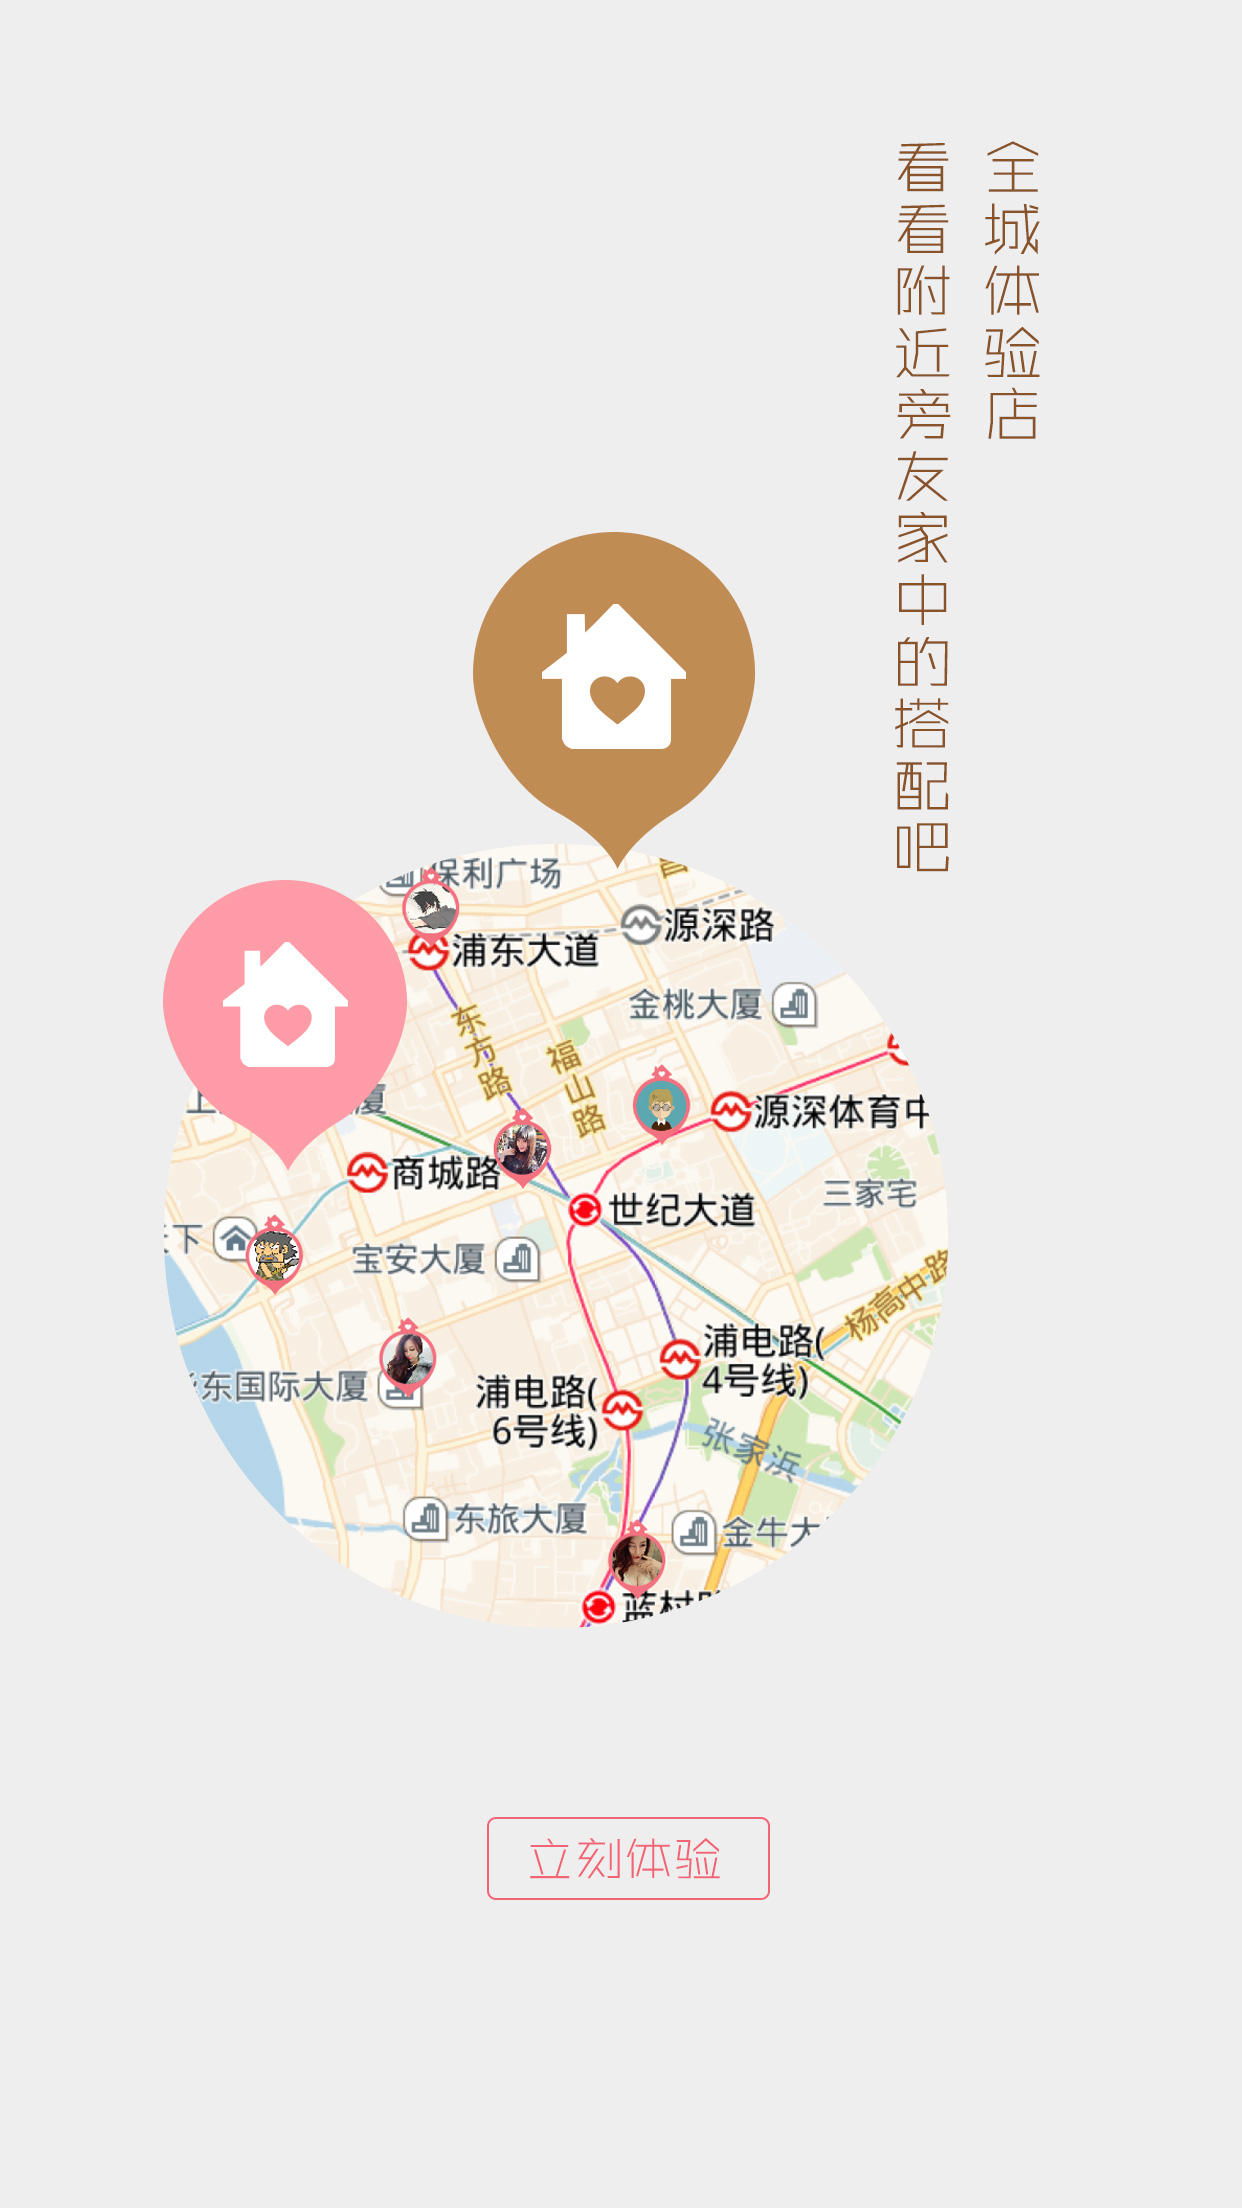 全城体验店
看看附近旁友家中的搭配吧
保利广场
源深路
浦东大道
金桃大厦
东方路
福山路
厦
源深体育中
商城路
三家宅
世纪大道
下
宝安大厦
杨高中路
浦电路(
4号线)
东国际大厦
浦电路(
6号线)
张家浜
东旅大厦
金牛大
蓝村路
立刻体验